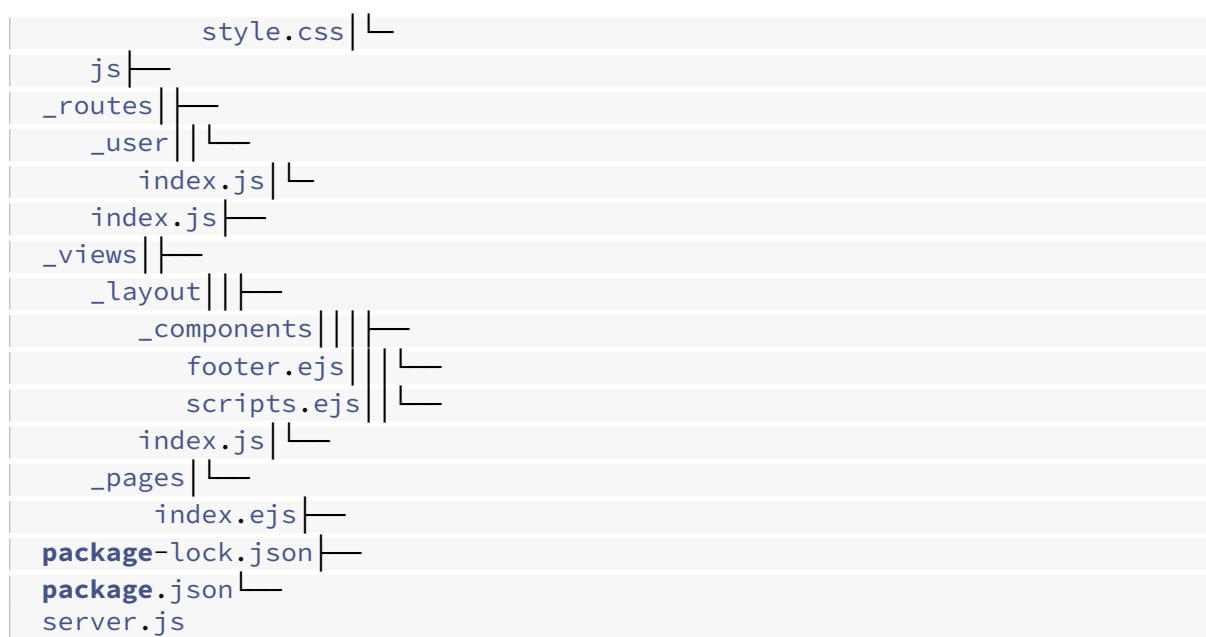 style.css│└─
js├──
_routes│├──
_user││└──
index.js│└─
index.js├──
_views│├──
_layout││├──
_components│││├──
footer.ejs│││└──
scripts.ejs││└──
index.js│└──
_pages│└──
index.ejs├──
package-lock.json├──
package.json└──
server.js